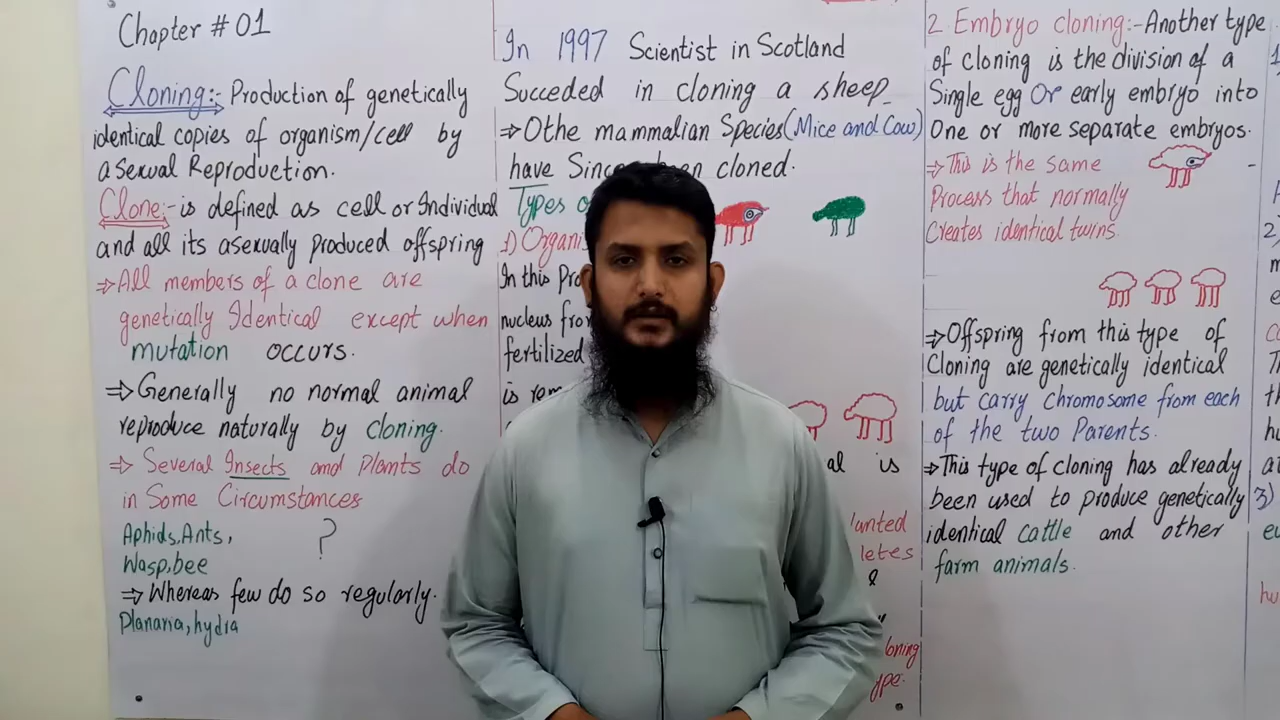 Chapter # 01
Cloning:- Production of genetically
identical copies of organism/cell by
asexual Reproduction.
Clone:- is defined as cell or Individual
and all its asexually produced offspring
⇒All members of a clone are
genetically Identical except when
mutation occurs.
⇒Generally no normal animal
reproduce naturally by cloning.
⇒ Several Insects and Plants do
in Some Circumstances
Aphids,Ants,
?
Wasp,bee
⇒Whereas few do so regularly.
Planaria, hydra
In 1997 Scientist in Scotland
Succeded in cloning a sheep
⇒Othe mammalian Species(Mice and Cow)
have cloned.
Types
1)
In this
nucleus
fertilized
is
is
&
2. Embryo cloning:-Another type
of cloning is the division of a
Single egg Or early embryo into
One or more separate embryos.
⇒This is the same
Process that normally
Creates identical twins
⇒Offspring from this type of
Cloning are genetically identical
but carry chromosome from each
of the two Parents.
⇒This type of cloning has already
been used to produce genetically
identical cattle and other
farm animals.
2)
3)